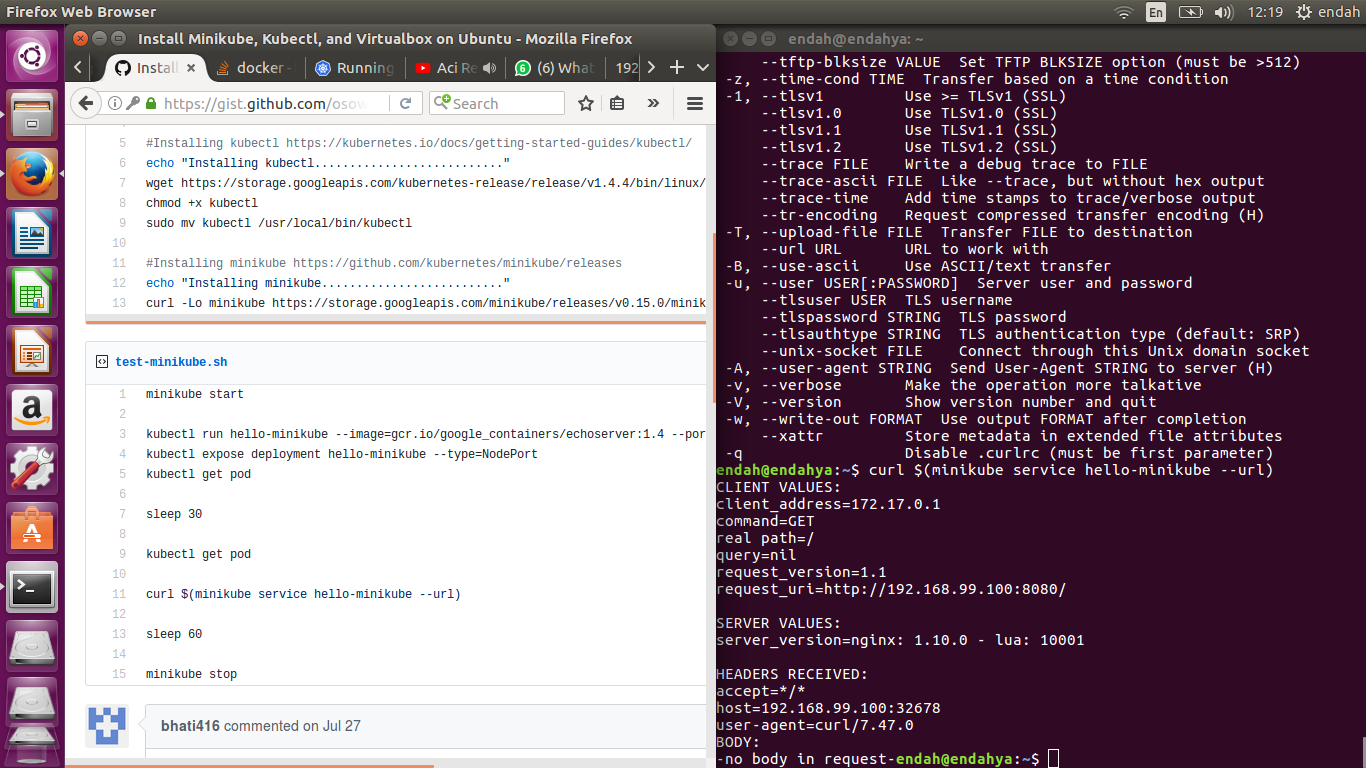 Firefox Web Browser
En
12:19
endah
Install Minikube, Kubectl, and Virtualbox on Ubuntu - Mozilla Firefox
Install
docker -
Running
Aci Re
(6) What
192
https://gist.github.com/osow
Search
5 #Installing kubectl https://kubernetes.io/docs/getting-started-guides/kubectl/
6 echo "Installing kubectl..........................."
7 wget https://storage.googleapis.com/kubernetes-release/release/v1.4.4/bin/linux/
8 chmod +x kubectl
9 sudo mv kubectl /usr/local/bin/kubectl
10
11 #Installing minikube https://github.com/kubernetes/minikube/releases
12 echo "Installing minikube.........................."
13 curl -Lo minikube https://storage.googleapis.com/minikube/releases/v0.15.0/minik
test-minikube.sh
1 minikube start
2
3 kubectl run hello-minikube --image=gcr.io/google_containers/echoserver:1.4 --por
4 kubectl expose deployment hello-minikube --type=NodePort
5 kubectl get pod
6
7 sleep 30
8
9 kubectl get pod
10
11 curl $(minikube service hello-minikube --url)
12
13 sleep 60
14
15 minikube stop
bhati416 commented on Jul 27
endah@endahya: ~
--tftp-blksize VALUE  Set TFTP BLKSIZE option (must be >512)
-z, --time-cond TIME  Transfer based on a time condition
-1, --tlsv1         Use >= TLSv1 (SSL)
--tlsv1.0       Use TLSv1.0 (SSL)
--tlsv1.1       Use TLSv1.1 (SSL)
--tlsv1.2       Use TLSv1.2 (SSL)
--trace FILE    Write a debug trace to FILE
--trace-ascii FILE  Like --trace, but without hex output
--trace-time    Add time stamps to trace/verbose output
--tr-encoding   Request compressed transfer encoding (H)
-T, --upload-file FILE  Transfer FILE to destination
--url URL       URL to work with
-B, --use-ascii     Use ASCII/text transfer
-u, --user USER[:PASSWORD]  Server user and password
--tlsuser USER  TLS username
--tlspassword STRING  TLS password
--tlsauthtype STRING  TLS authentication type (default: SRP)
--unix-socket FILE    Connect through this Unix domain socket
-A, --user-agent STRING  Send User-Agent STRING to server (H)
-v, --verbose       Make the operation more talkative
-V, --version       Show version number and quit
-w, --write-out FORMAT  Use output FORMAT after completion
--xattr         Store metadata in extended file attributes
-q                  Disable .curlrc (must be first parameter)
endah@endahya:~$ curl $(minikube service hello-minikube --url)
CLIENT VALUES:
client_address=172.17.0.1
command=GET
real path=/
query=nil
request_version=1.1
request_uri=http://192.168.99.100:8080/
SERVER VALUES:
server_version=nginx: 1.10.0 - lua: 10001
HEADERS RECEIVED:
accept=*/*
host=192.168.99.100:32678
user-agent=curl/7.47.0
BODY:
-no body in request-endah@endahya:~$